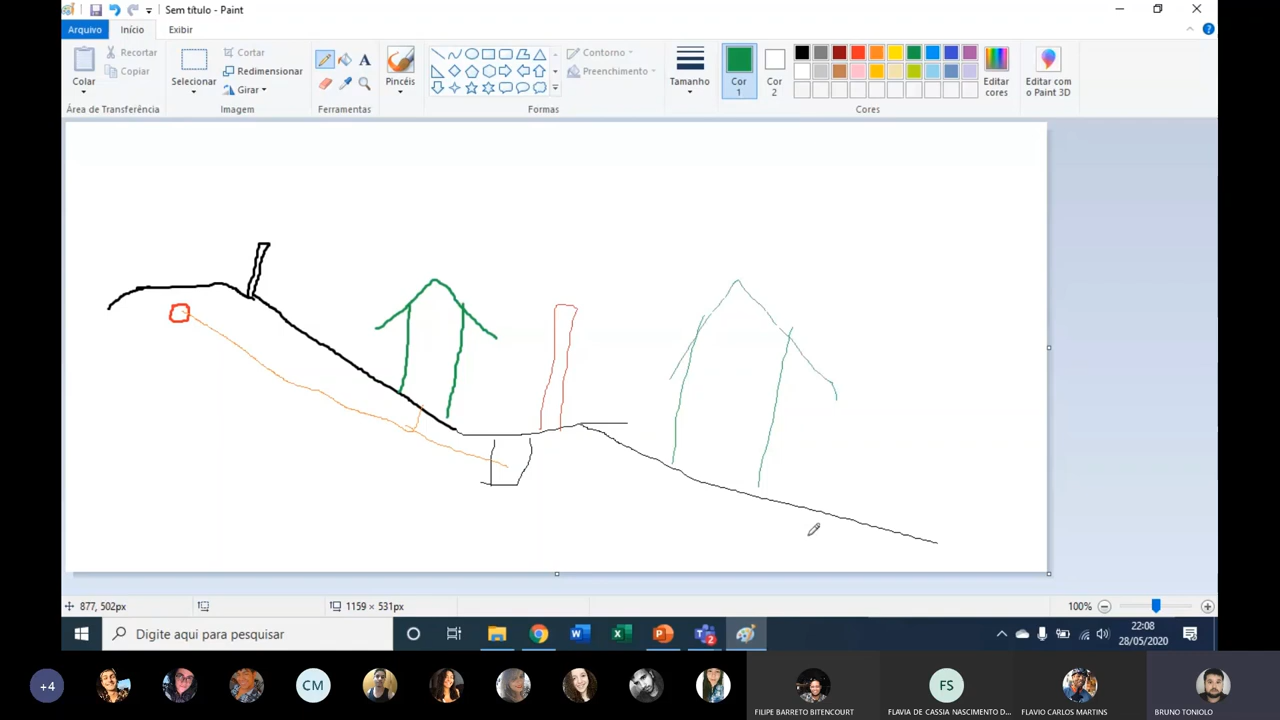 Sem título - Paint
Arquivo
Início
Exibir
Colar
Recortar
Copiar
Área de Transferência
Selecionar
Cortar
Redimensionar
Girar
Imagem
A
Ferramentas
Pincéis
Contorno
Preenchimento
Formas
Tamanho
Cor 1
Cor 2
Editar cores
Editar com o Paint 3D
Cores
877, 502px
1159 × 531px
100%
Digite aqui para pesquisar
22:08
28/05/2020
+4
CM
FS
FILIPE BARRETO BITENCOURT
FLAVIA DE CASSIA NASCIMENTO D...
FLAVIO CARLOS MARTINS
BRUNO TONIOLO